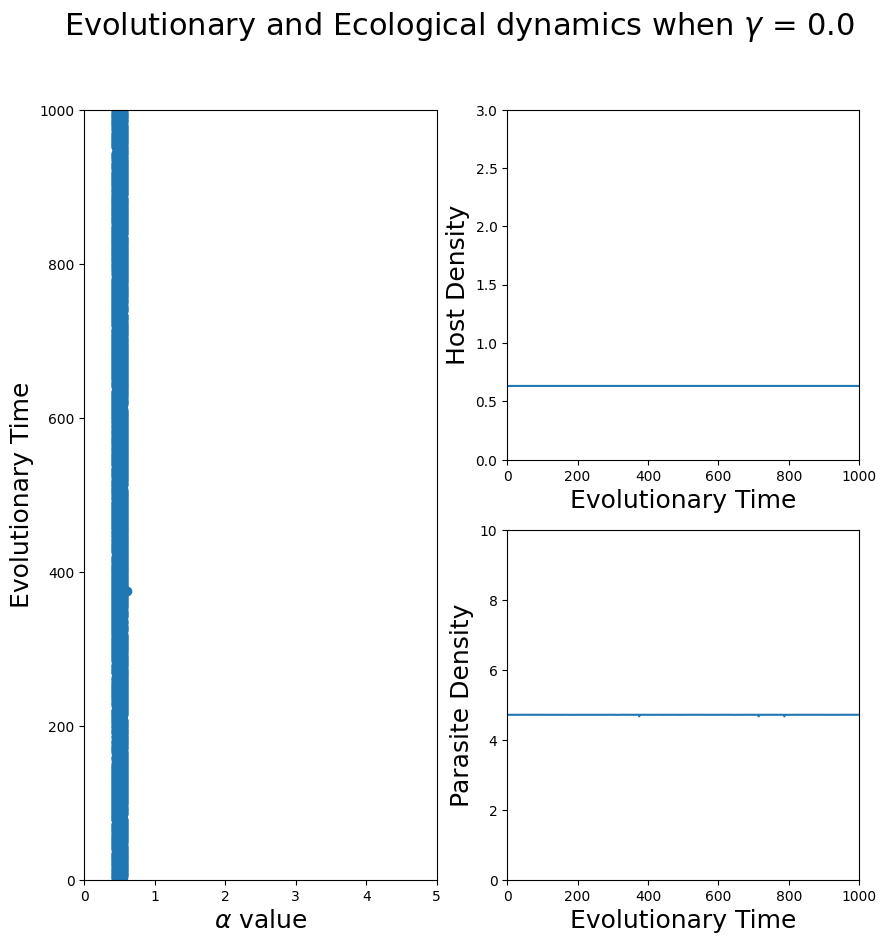 Evolutionary and Ecological dynamics when γ = 0.0
Evolutionary Time
1000
800
600
400
200
0
0 1 2 3 4 5
α value
Host Density
3.0
2.5
2.0
1.5
1.0
0.5
0.0
0 200 400 600 800 1000
Evolutionary Time
Parasite Density
10
8
6
4
2
0
0 200 400 600 800 1000
Evolutionary Time